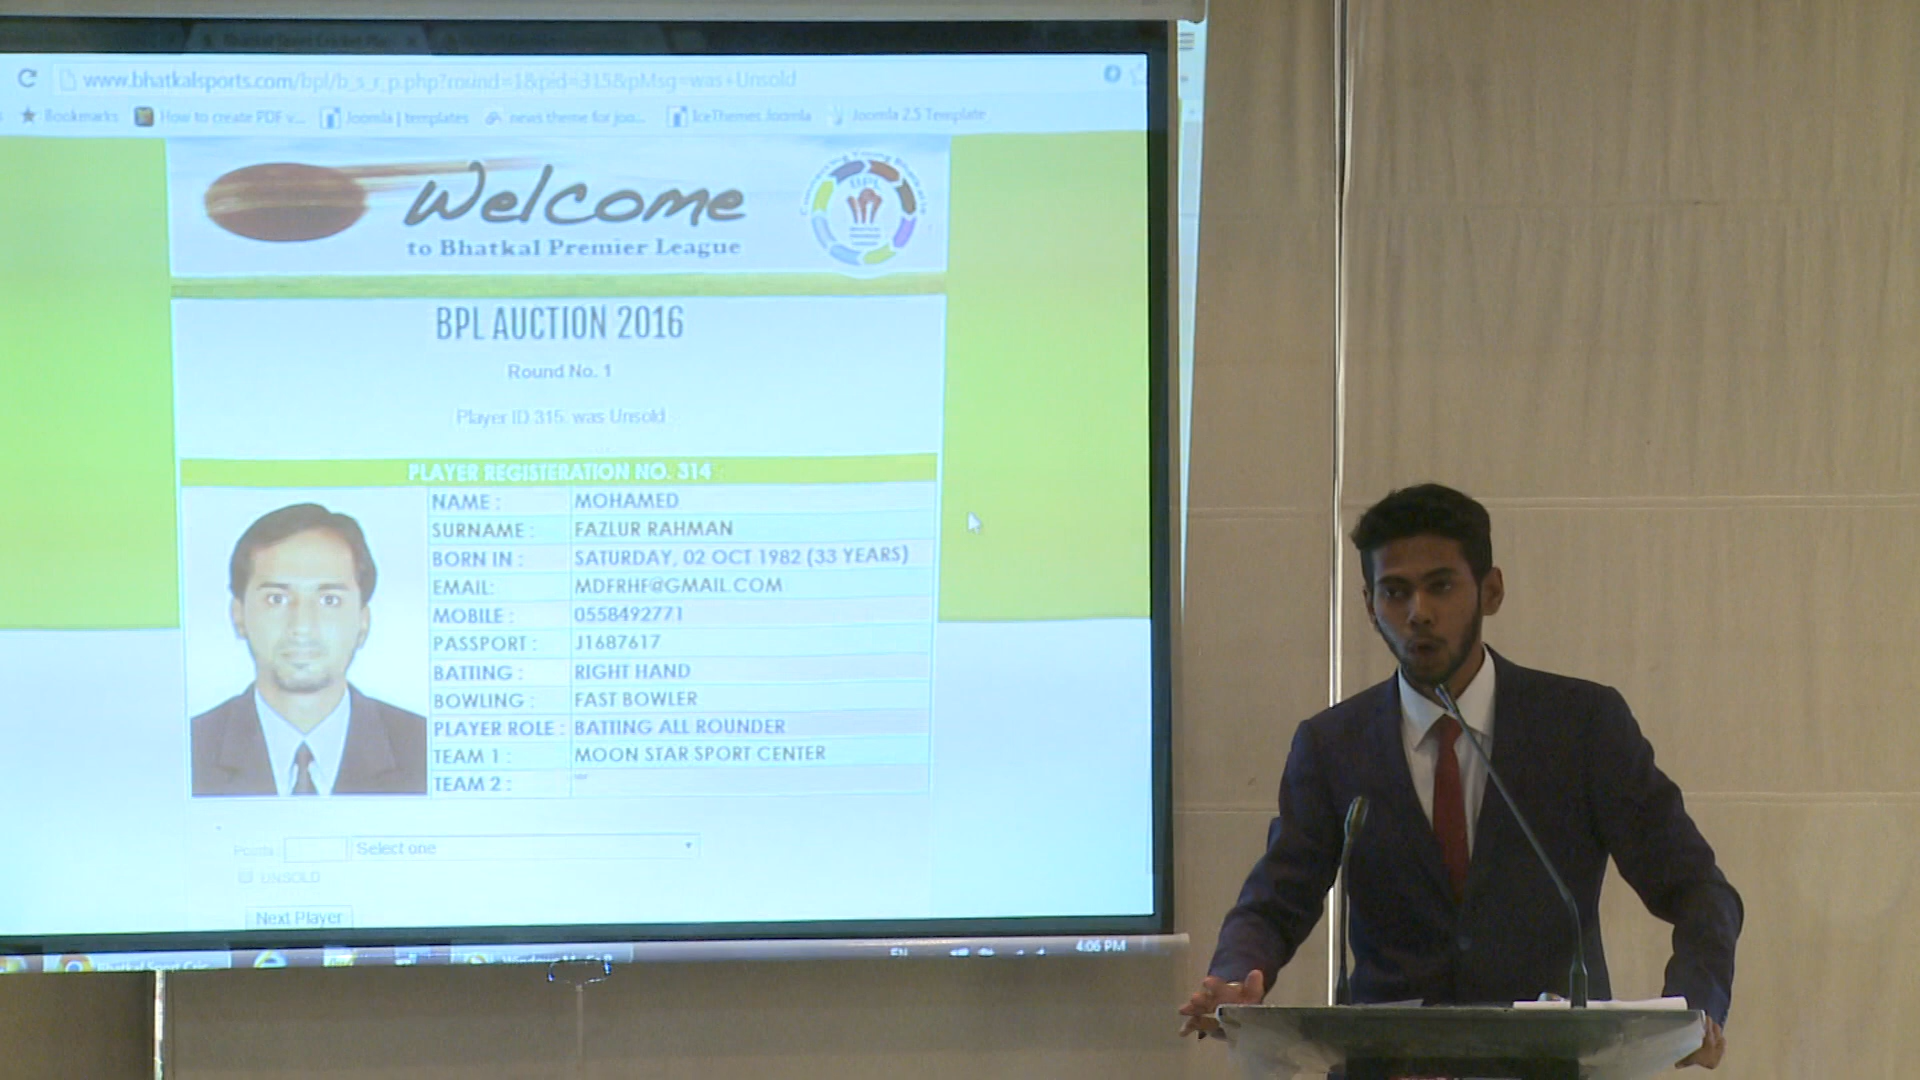 www.bhatkalsports.com/bpl/b_s_r_p.php?round=1&pid=315&pMsg=was+Unsold
Bookmarks How to create PDF v... Joomla | templates news theme for joo... IceThemes Joomla Joomla 2.5 Template
Welcome
to Bhatkal Premier League
BPL
BPL AUCTION 2016
Round No. 1
Player ID 315. was Unsold
PLAYER REGISTERATION NO. 314
NAME : MOHAMED
SURNAME : FAZLUR RAHMAN
BORN IN : SATURDAY, 02 OCT 1982 (33 YEARS)
EMAIL: MDFRHF@GMAIL.COM
MOBILE : 0558492771
PASSPORT : J1687617
BATTING : RIGHT HAND
BOWLING : FAST BOWLER
PLAYER ROLE : BATTING ALL ROUNDER
TEAM 1 : MOON STAR SPORT CENTER
TEAM 2 :
Points : Select one
UNSOLD
Next Player
EN 4:06 PM